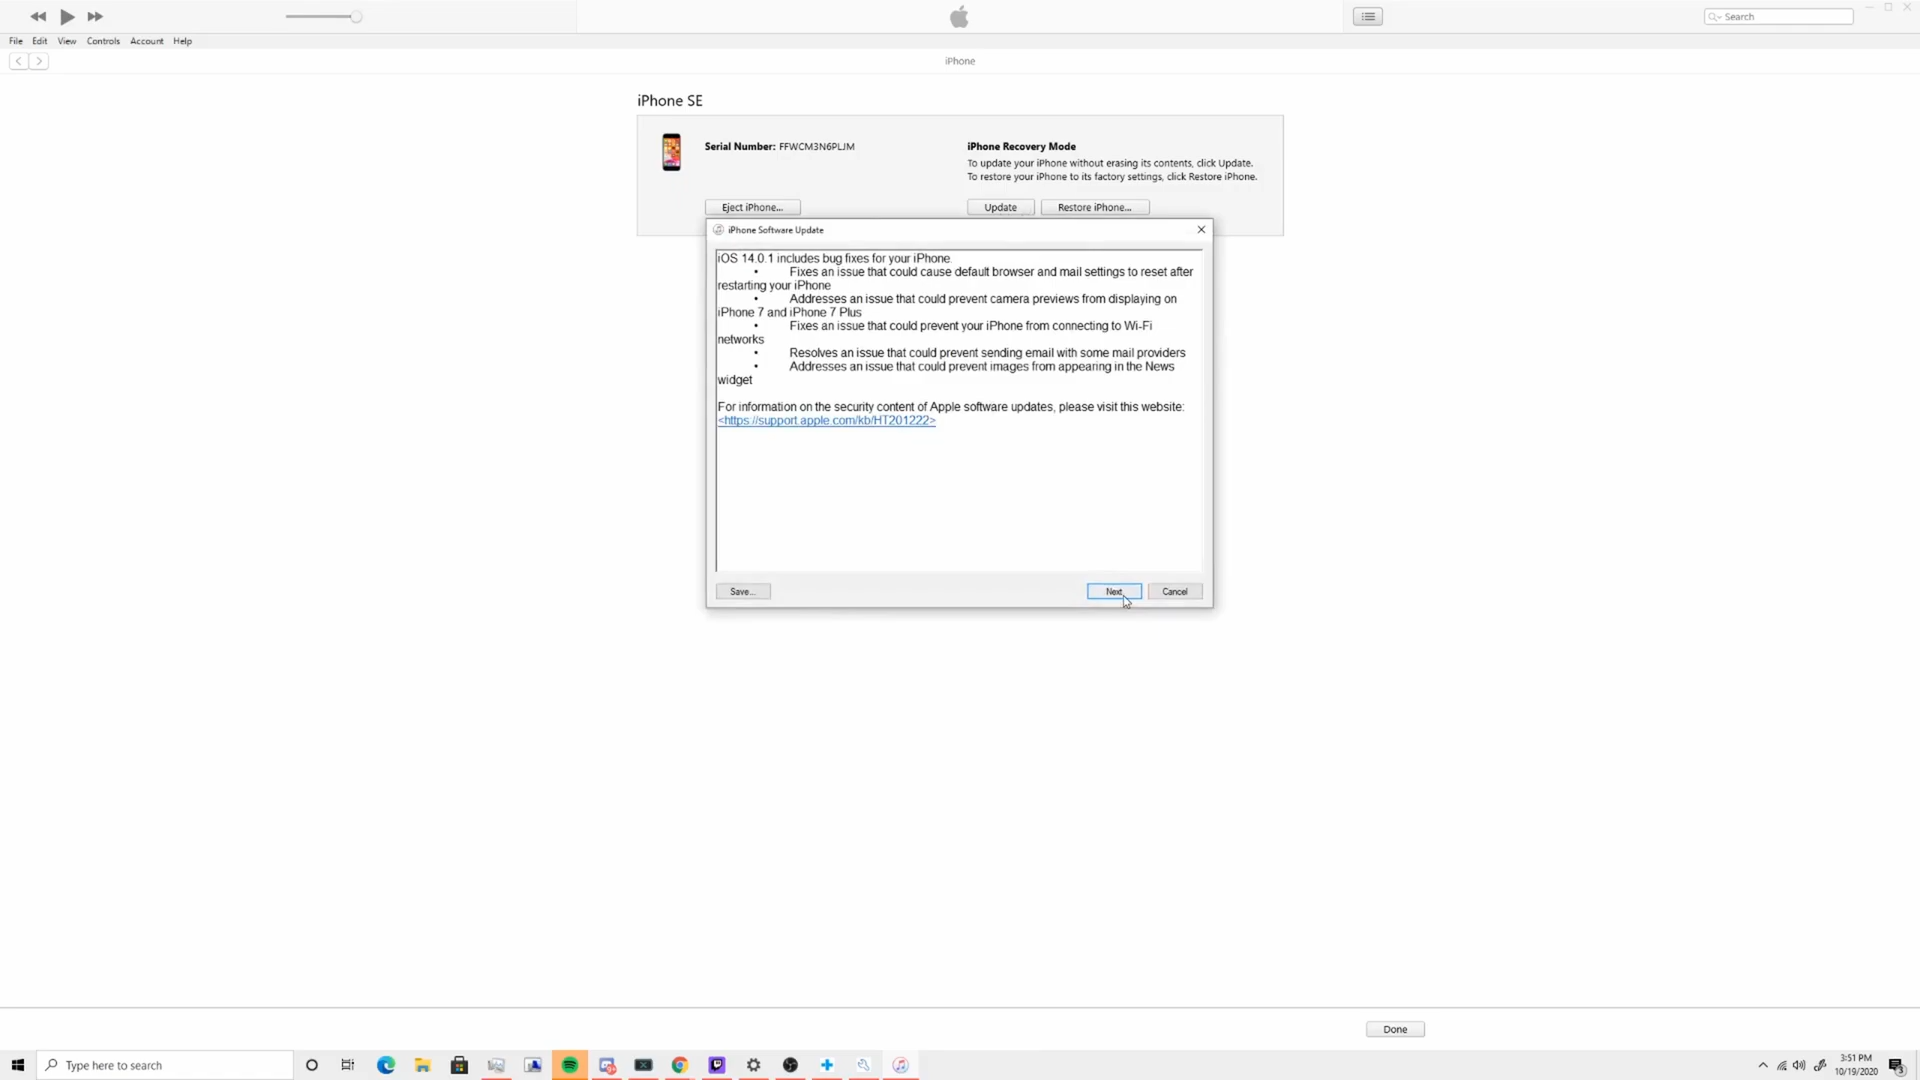 Search
File Edit View Controls Account Help
iPhone
iPhone SE
Serial Number: FFWCM3N6PLJM
iPhone Recovery Mode
To update your iPhone without erasing its contents, click Update.
To restore your iPhone to its factory settings, click Restore iPhone.
Eject iPhone... Update Restore iPhone...
iPhone Software Update
iOS 14.0.1 includes bug fixes for your iPhone.
• Fixes an issue that could cause default browser and mail settings to reset after
restarting your iPhone
• Addresses an issue that could prevent camera previews from displaying on
iPhone 7 and iPhone 7 Plus
• Fixes an issue that could prevent your iPhone from connecting to Wi-Fi
networks
• Resolves an issue that could prevent sending email with some mail providers
• Addresses an issue that could prevent images from appearing in the News
widget
For information on the security content of Apple software updates, please visit this website:
<https://support.apple.com/kb/HT201222>
Save... Next Cancel
Done
Type here to search
3:51 PM
10/19/2020
3